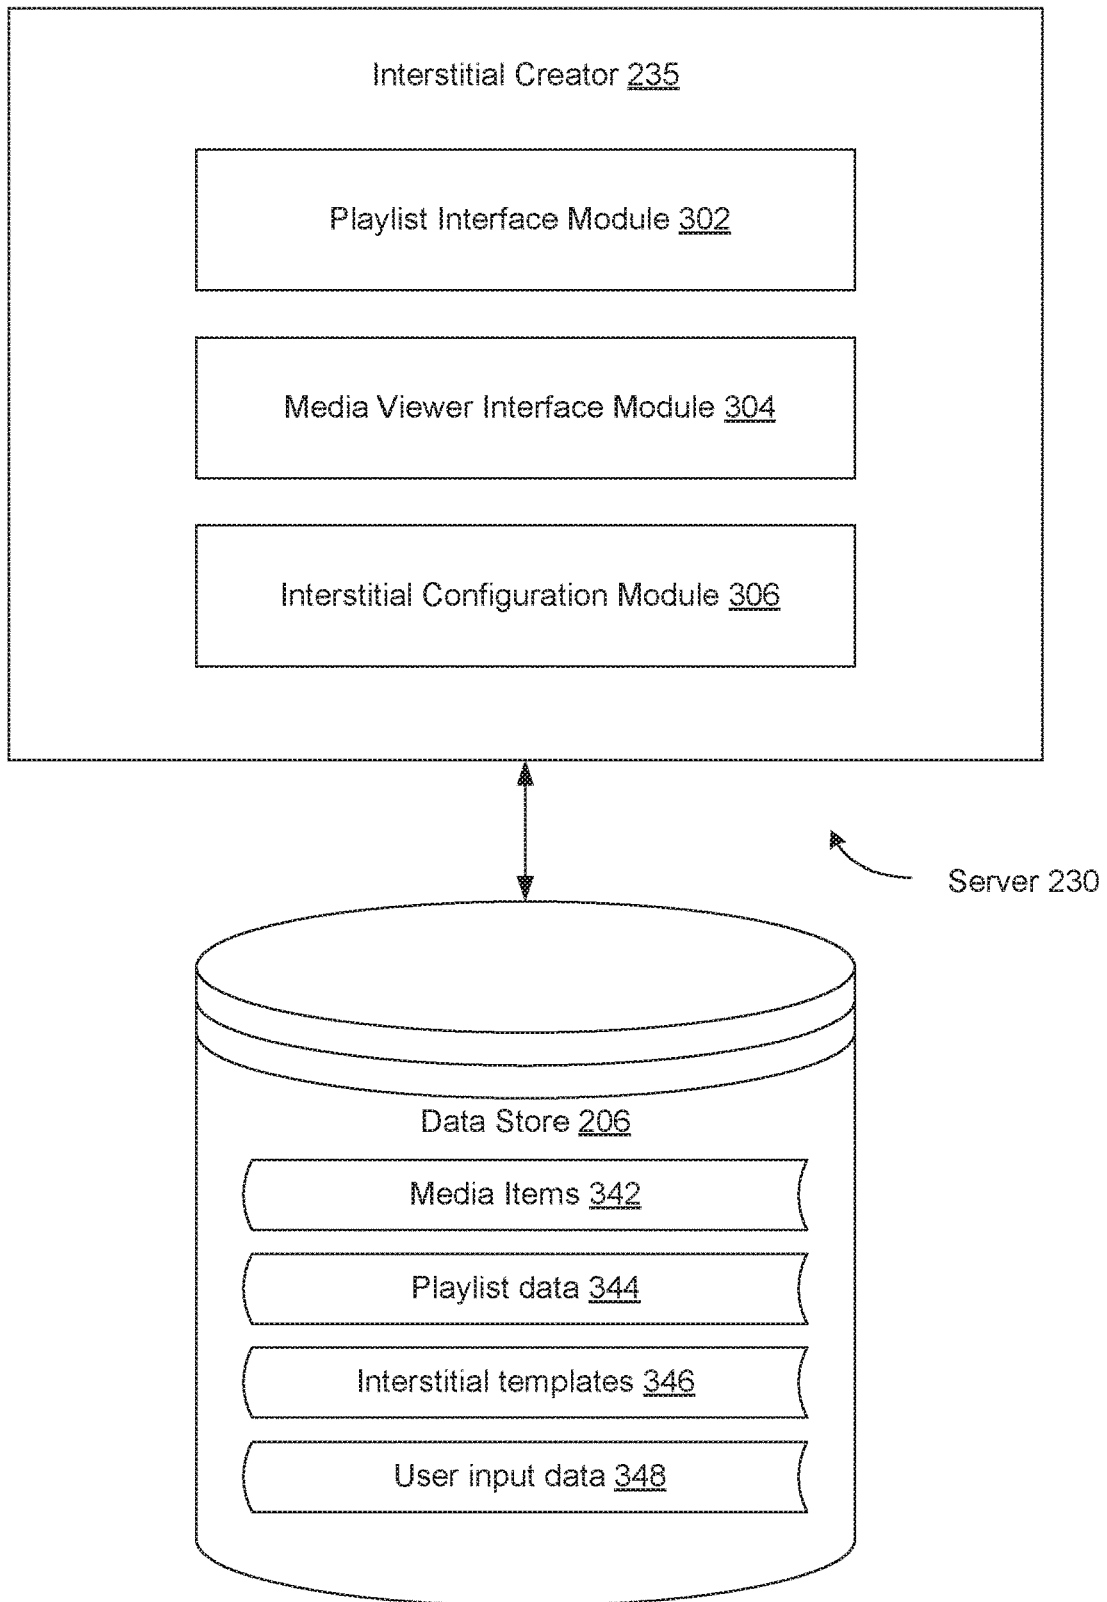 Interstitial Creator 235
Playlist Interface Module 302
Media Viewer Interface Module 304
Interstitial Configuration Module 306
Server 230
Data Store 206
Media Items 342
Playlist data 344
Interstitial templates 346
User input data 348